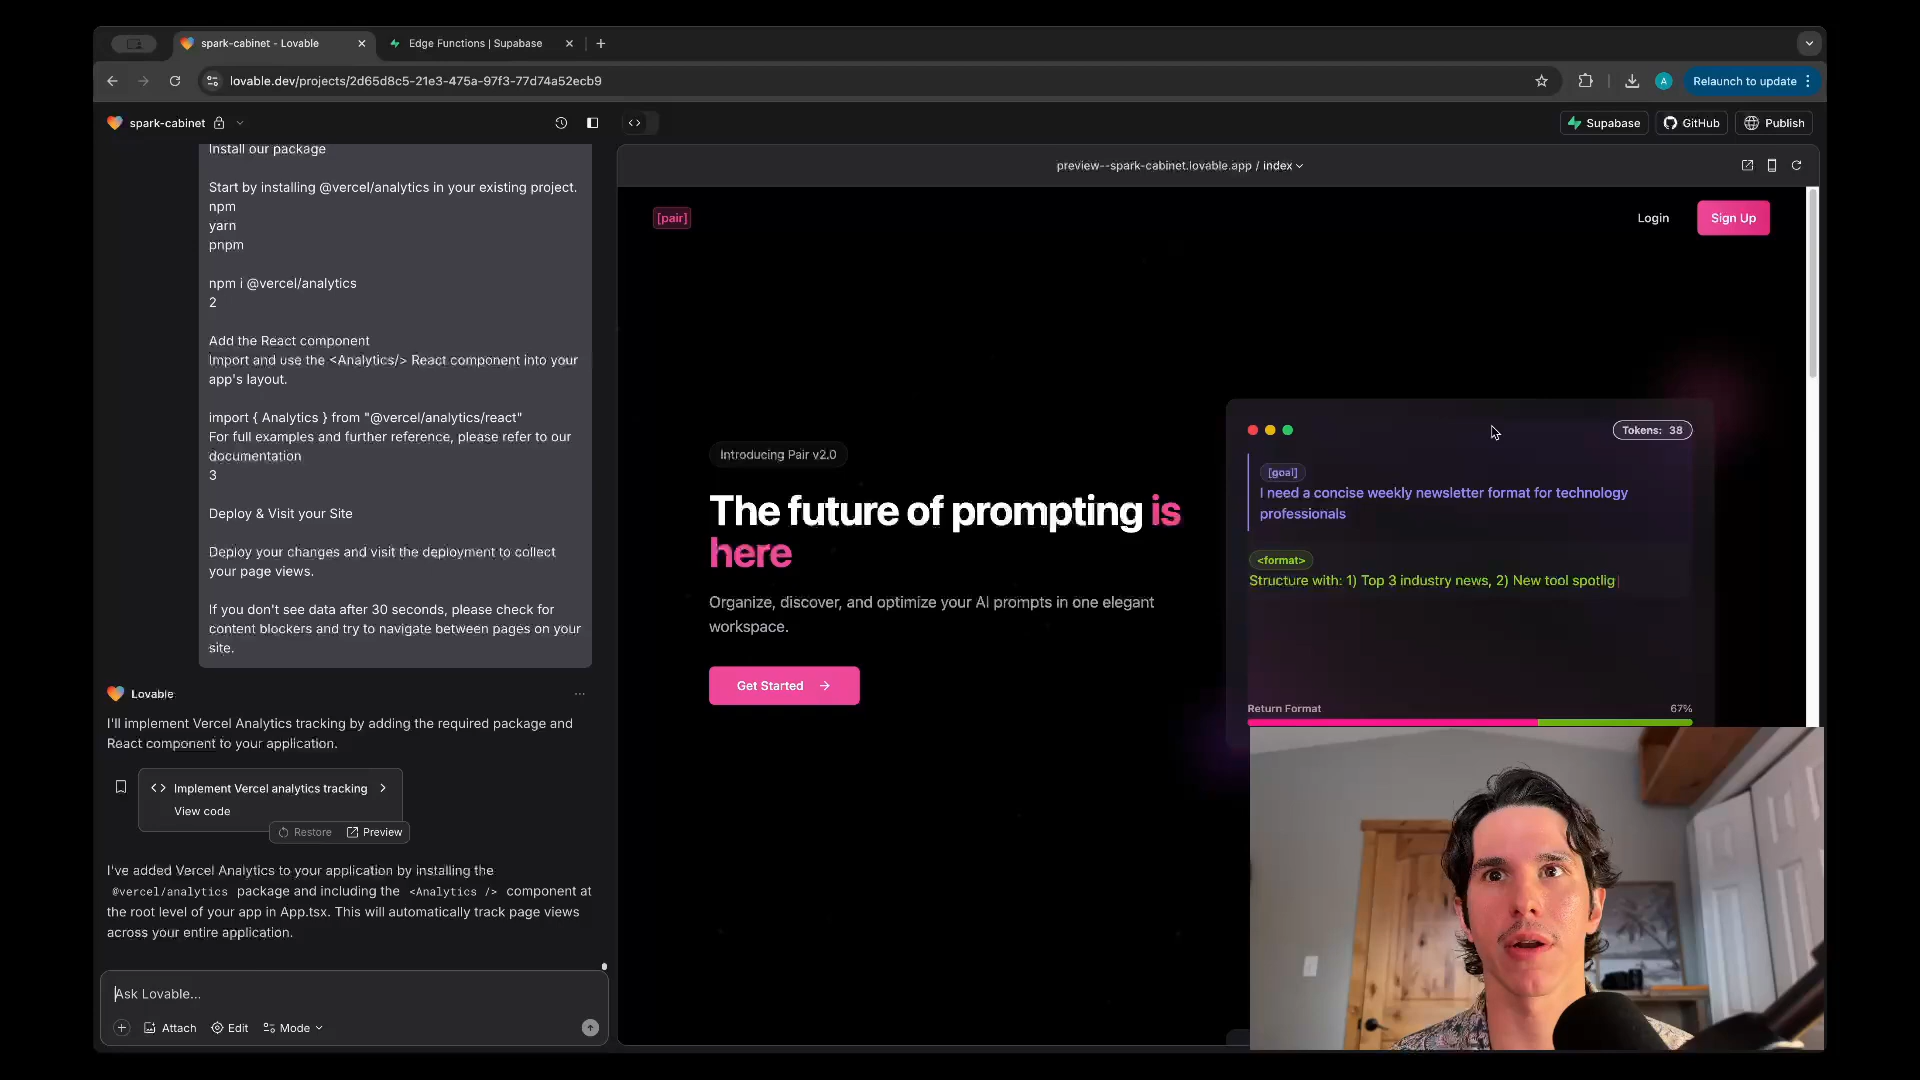 spark-cabinet - Lovable
Edge Functions | Supabase
lovable.dev/projects/2d65d8c5-21e3-475a-97f3-77d74a52ecb9
A
Relaunch to update
spark-cabinet
Supabase
GitHub
Publish
Install our package
Start by installing @vercel/analytics in your existing project.
npm
yarn
pnpm
npm i @vercel/analytics
2
Add the React component
Import and use the <Analytics/> React component into your
app's layout.
import { Analytics } from "@vercel/analytics/react"
For full examples and further reference, please refer to our
documentation
3
Deploy & Visit your Site
Deploy your changes and visit the deployment to collect
your page views.
If you don't see data after 30 seconds, please check for
content blockers and try to navigate between pages on your
site.
Lovable
I'll implement Vercel Analytics tracking by adding the required package and
React component to your application.
Implement Vercel analytics tracking
View code
Restore
Preview
I've added Vercel Analytics to your application by installing the
@vercel/analytics package and including the <Analytics /> component at
the root level of your app in App.tsx. This will automatically track page views
across your entire application.
Ask Lovable...
Attach
Edit
Mode
preview--spark-cabinet.lovable.app / index
[pair]
Login
Sign Up
Introducing Pair v2.0
The future of prompting is
here
Organize, discover, and optimize your AI prompts in one elegant
workspace.
Get Started
Tokens: 38
[goal]
I need a concise weekly newsletter format for technology
professionals
<format>
Structure with: 1) Top 3 industry news, 2) New tool spotlig
Return Format
67%